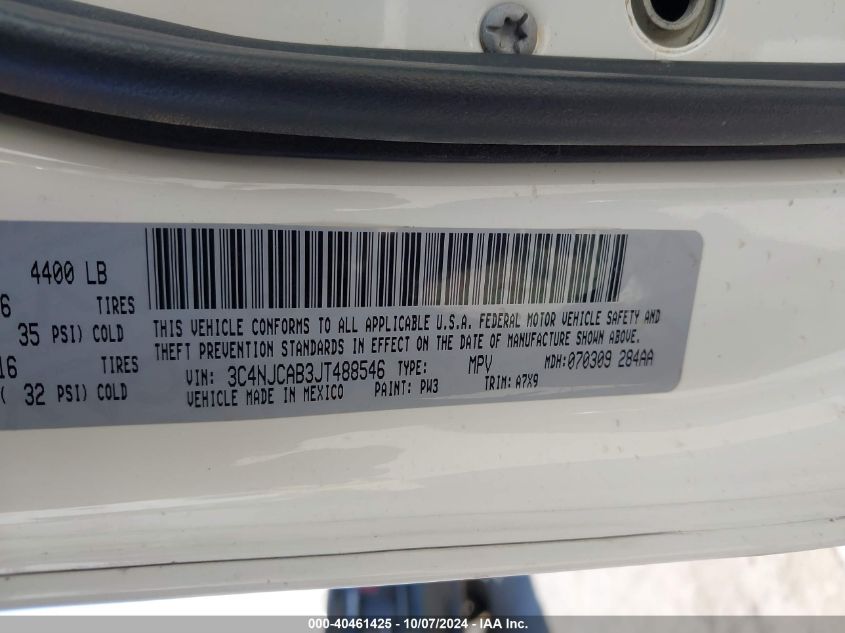 4400 LB
6 TIRES
35 PSI) COLD
16 TIRES
( 32 PSI) COLD
THIS VEHICLE CONFORMS TO ALL APPLICABLE U.S.A. FEDERAL MOTOR VEHICLE SAFETY AND
THEFT PREVENTION STANDARDS IN EFFECT ON THE DATE OF MANUFACTURE SHOWN ABOVE.
VIN: 3C4NJCAB3JT488546 TYPE: MPV MDH:070309 284AA
VEHICLE MADE IN MEXICO PAINT: PW3 TRIM: A7X9
000-40461425 - 10/07/2024 - IAA Inc.